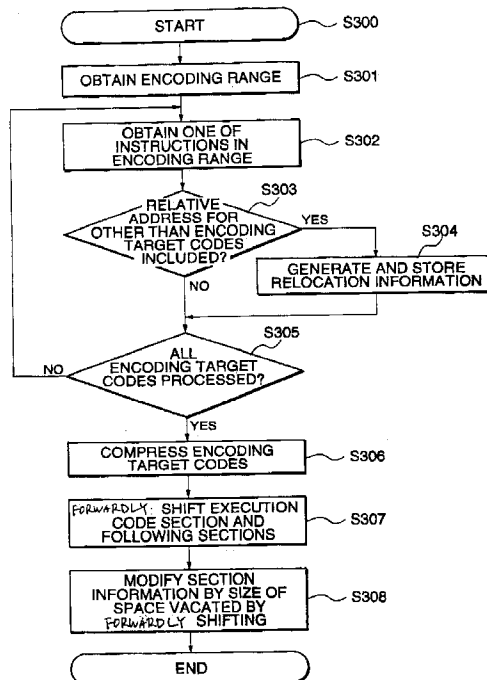 START
S300
OBTAIN ENCODING RANGE
S301
OBTAIN ONE OF
INSTRUCTIONS IN
ENCODING RANGE
S302
S303
RELATIVE
ADDRESS FOR
OTHER THAN ENCODING
TARGET CODES
INCLUDED?
YES
NO
S304
GENERATE AND STORE
RELOCATION INFORMATION
S305
ALL
ENCODING TARGET
CODES PROCESSED?
NO
YES
COMPRESS ENCODING
TARGET CODES
S306
FORWARDLY SHIFT EXECUTION
CODE SECTION AND
FOLLOWING SECTIONS
S307
MODIFY SECTION
INFORMATION BY SIZE OF
SPACE VACATED BY
FORWARDLY SHIFTING
S308
END